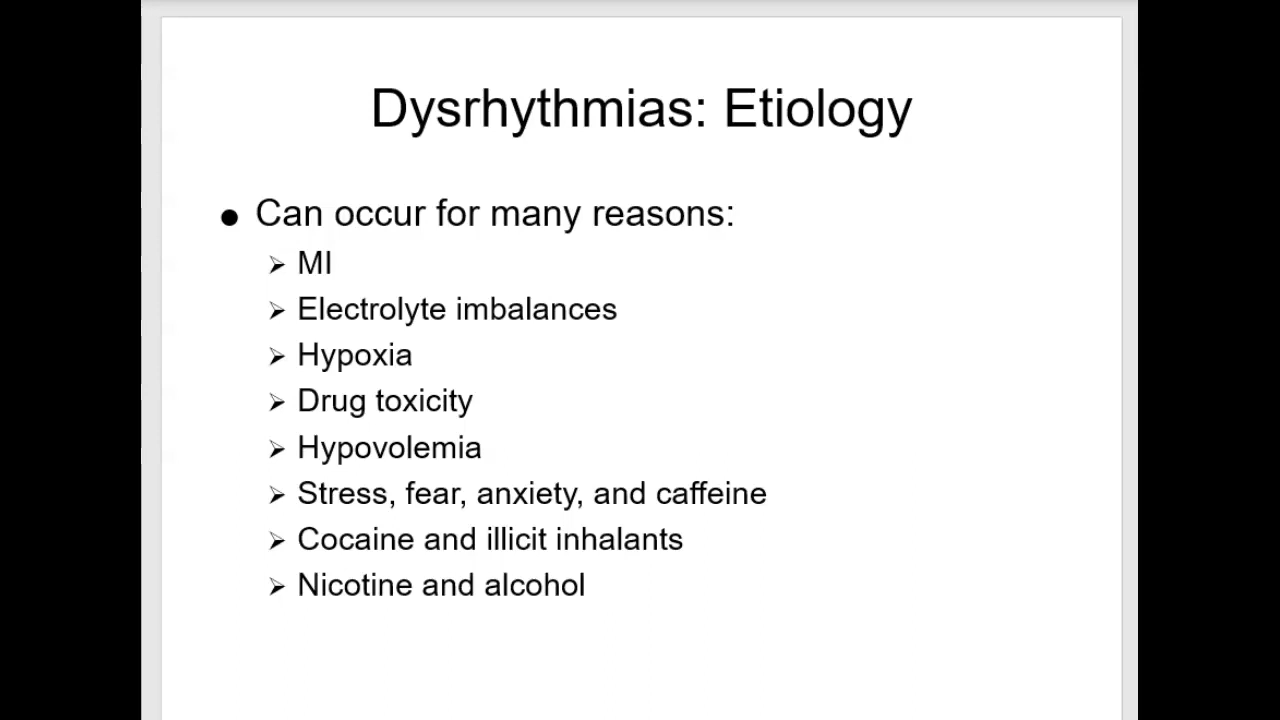 Dysrhythmias: Etiology
● Can occur for many reasons:
➢ MI
➢ Electrolyte imbalances
➢ Hypoxia
➢ Drug toxicity
➢ Hypovolemia
➢ Stress, fear, anxiety, and caffeine
➢ Cocaine and illicit inhalants
➢ Nicotine and alcohol